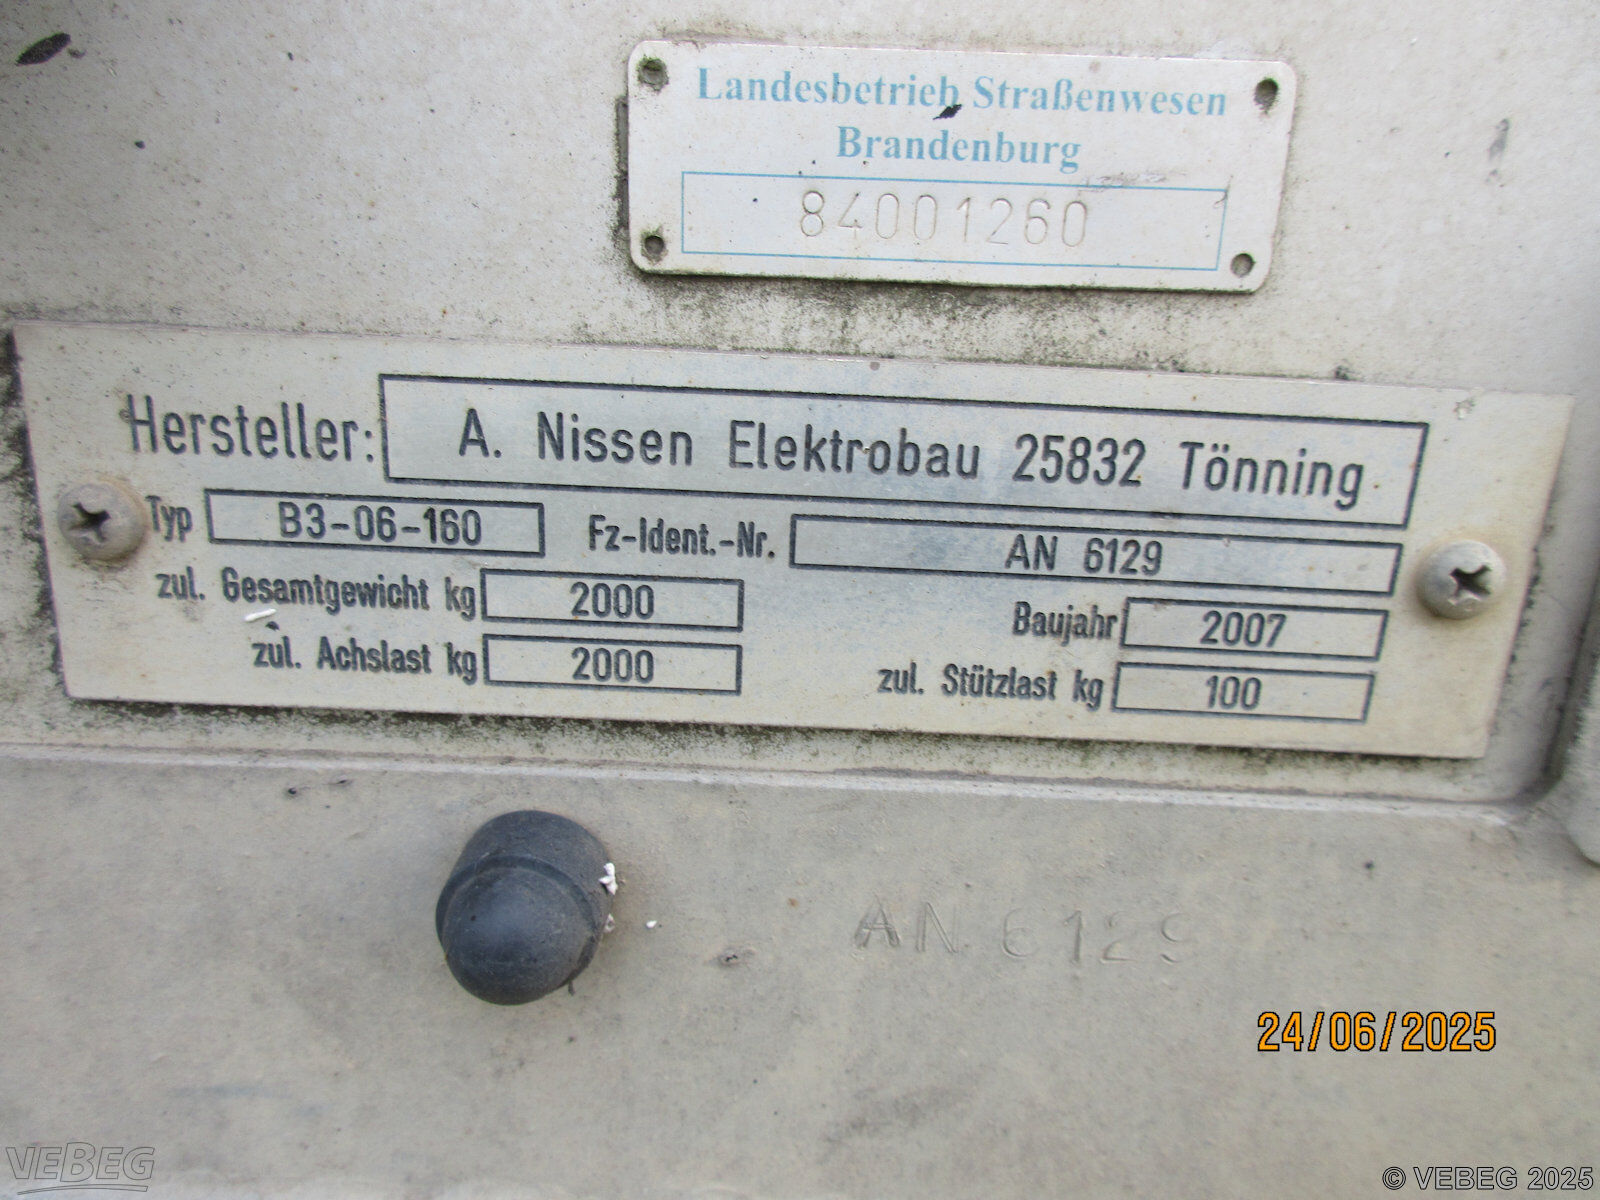 Landesbetrieb Straßenwesen
Brandenburg
84001260
Hersteller: A. Nissen Elektrobau 25832 Tönning
Typ B3-06-160 Fz-Ident.-Nr. AN 6129
zul. Gesamtgewicht kg 2000 Baujahr 2007
zul. Achslast kg 2000 zul. Stützlast kg 100
AN 6129
24/06/2025
VEBEG
© VEBEG 2025